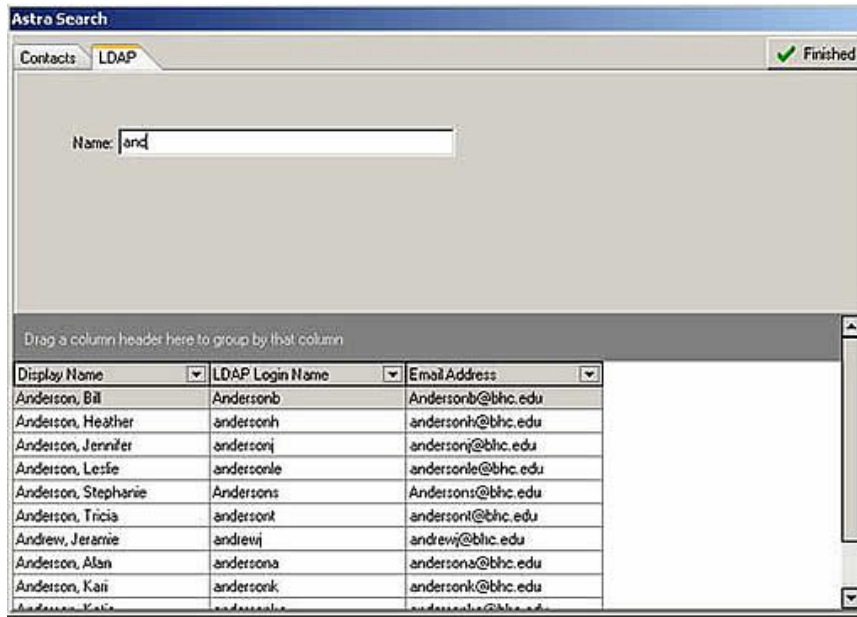 Astra Search
Contacts LDAP Finished
Name: and
Drag a column header here to group by that column
Display Name LDAP Login Name Email Address
Anderson, Bill Andersonb Andersonb@bhc.edu
Anderson, Heather andersonh andersonh@bhc.edu
Anderson, Jennifer andersonj andersonj@bhc.edu
Anderson, Leslie andersonle andersonle@bhc.edu
Anderson, Stephanie Andersons Andersons@bhc.edu
Anderson, Tricia andersont andersont@bhc.edu
Andrew, Jeramie andrewj andrewj@bhc.edu
Anderson, Alan andersona andersona@bhc.edu
Anderson, Kari andersonk andersonk@bhc.edu